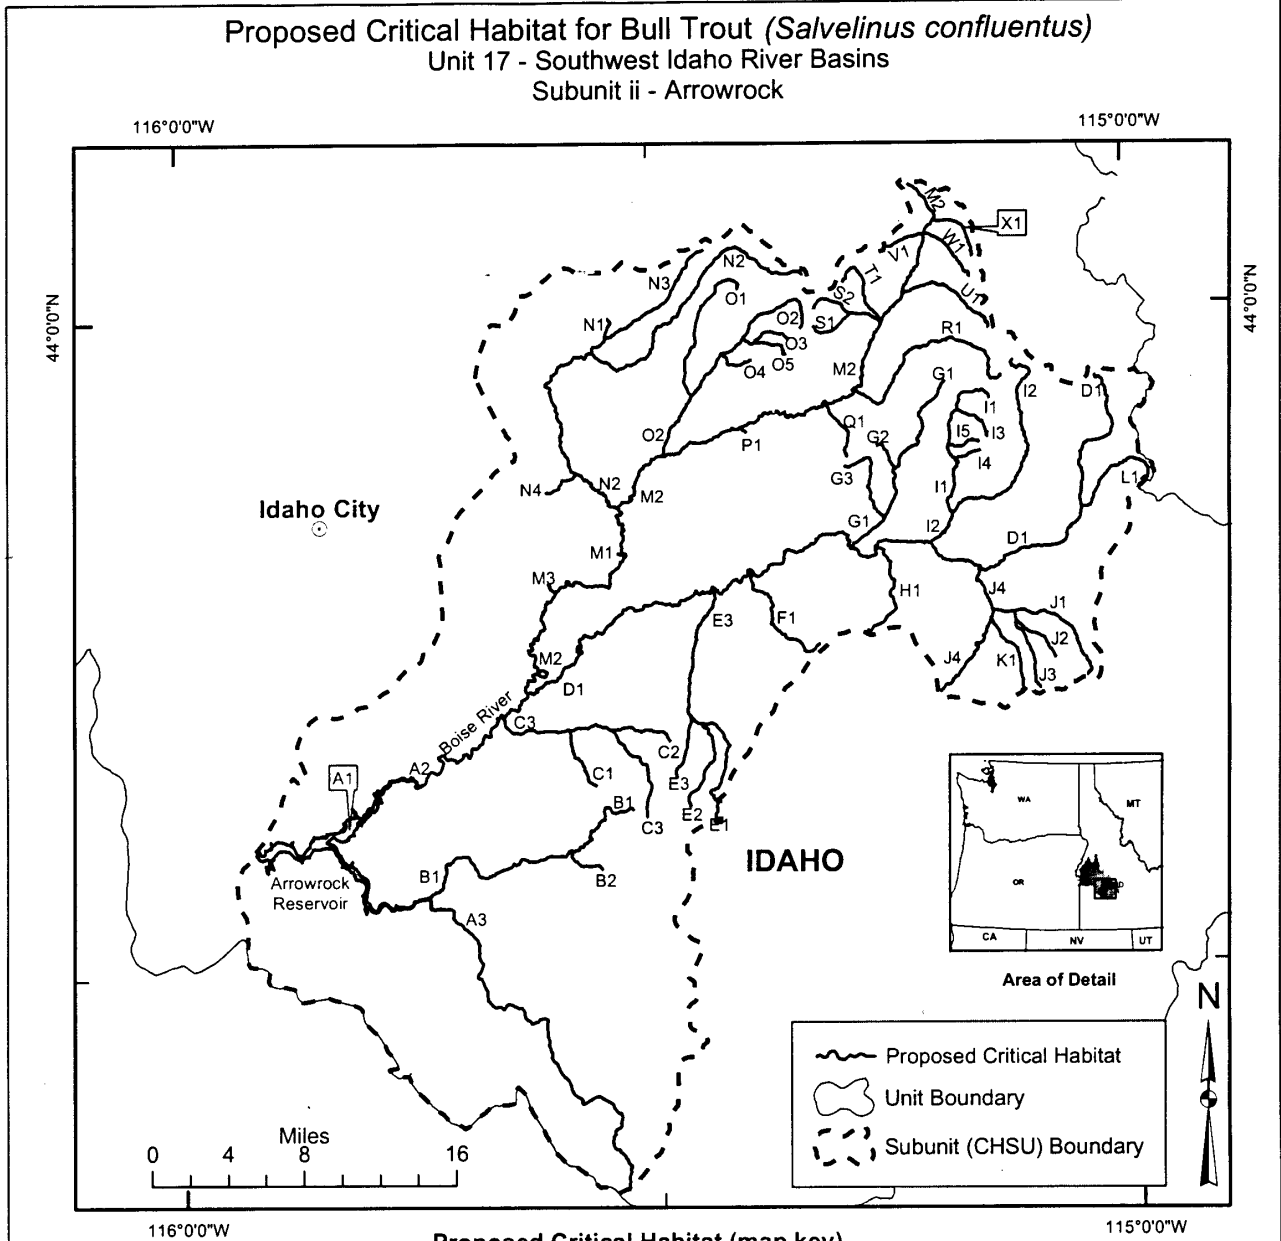 Proposed Critical Habitat for Bull Trout (Salvelinus confluentus)
Unit 17 - Southwest Idaho River Basins
Subunit ii - Arrowrock
116°0'0"W
115°0'0"W
44°0'0"N
44°0'0"N
M2
X1
W1
V1
T1
U1
S2
S1
N3
N2
O1
N1
O2
O3
O5
O4
R1
M2
G1
I2
D1
I1
I3
I5
I4
Q1
G2
P1
O2
G3
L1
N4
N2
M2
I1
G1
I2
D1
Idaho City
M1
M3
H1
J4
J1
J2
E3
F1
J4
K1
J3
M2
D1
Boise River
C3
C2
A2
A1
C1
E3
B1
C3
E2
E1
IDAHO
Arrowrock
Reservoir
B1
B2
A3
WA
MT
OR
ID
CA
NV
UT
Area of Detail
N
Proposed Critical Habitat
Unit Boundary
Subunit (CHSU) Boundary
Miles
0 4 8 16
116°0'0"W
115°0'0"W
Proposed Critical Habitat (map key)